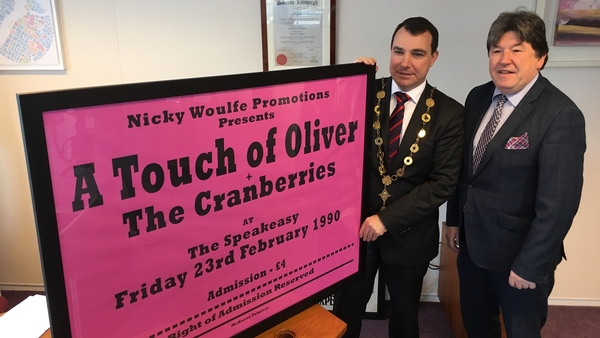 Nicky Woulfe Promotions
Presents
A Touch of Oliver
+
The Cranberries
AT
The Speakeasy
Friday 23rd February 1990
Admission - £4
Right of Admission Reserved